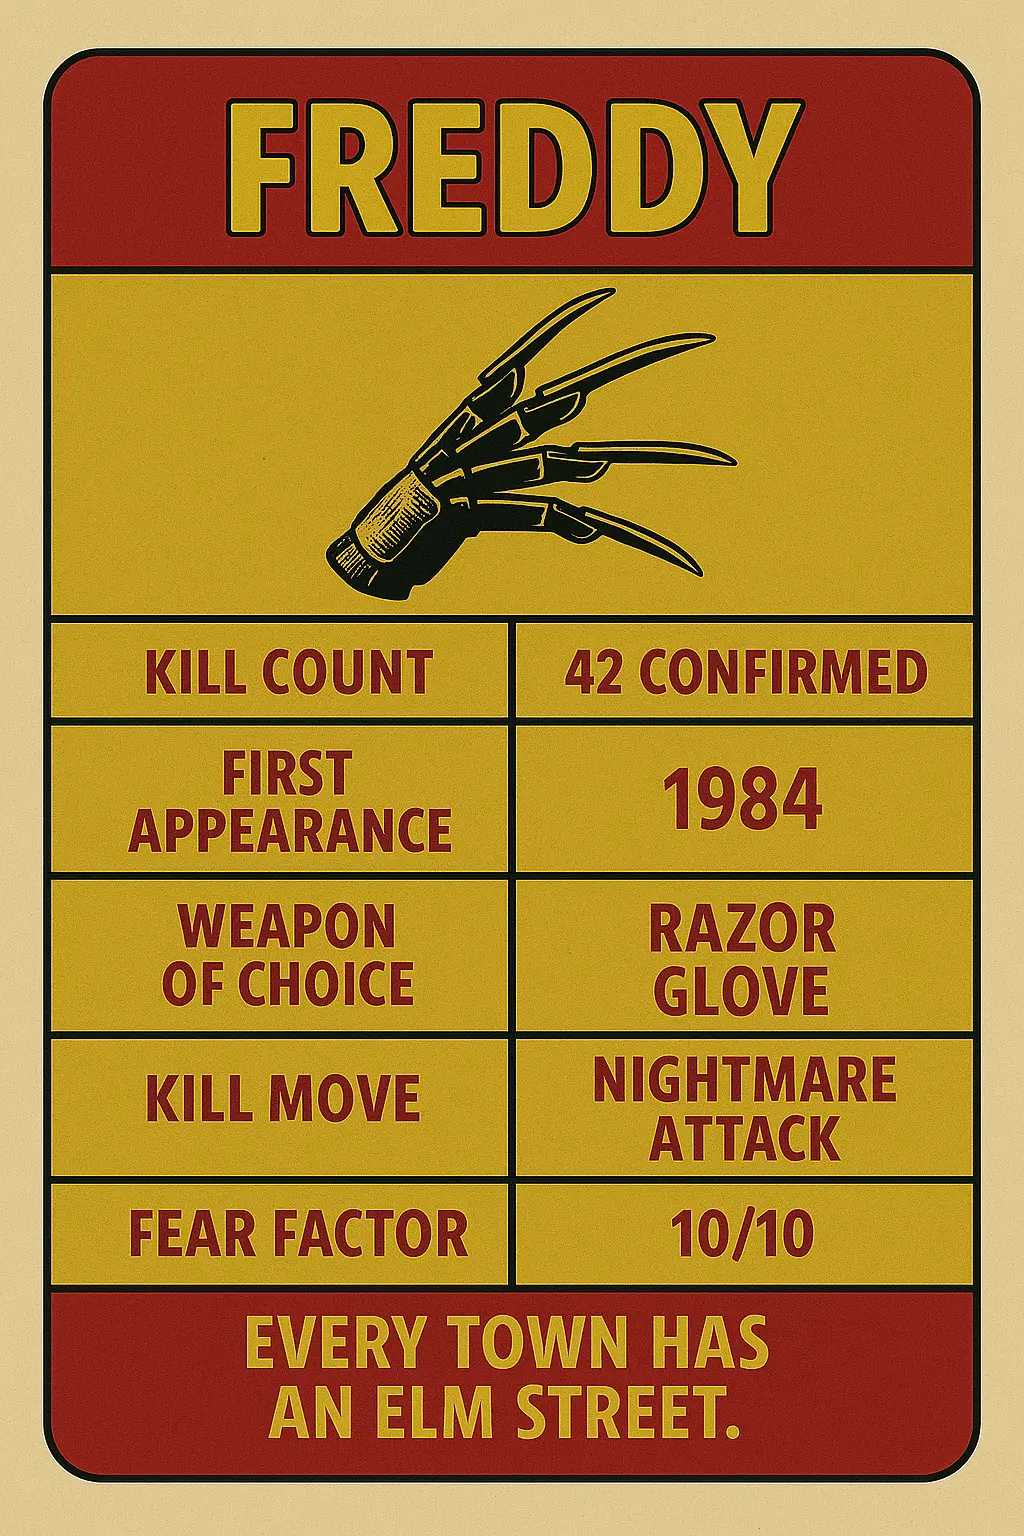 FREDDY
KILL COUNT
42 CONFIRMED
FIRST
APPEARANCE
1984
WEAPON
OF CHOICE
RAZOR
GLOVE
KILL MOVE
NIGHTMARE
ATTACK
FEAR FACTOR
10/10
EVERY TOWN HAS
AN ELM STREET.